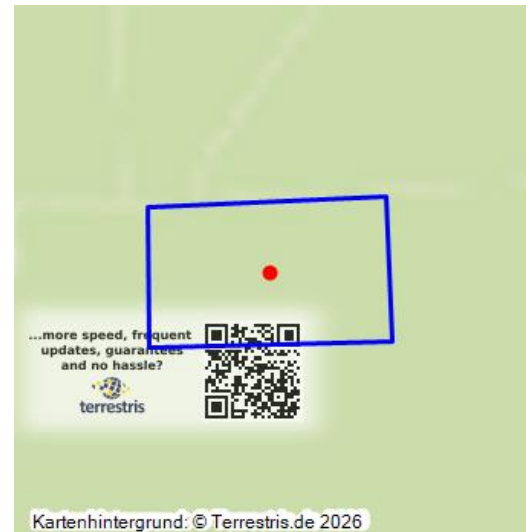 ...more speed, frequent
updates, guarantees
and no hassle?
terrestris
Kartenhintergrund: © Terrestris.de 2026